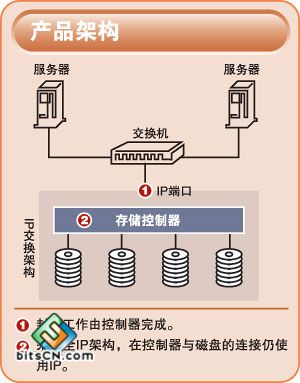 产品架构
服务器
服务器
交换机
1 IP端口
IP交换架构
2 存储控制器
1 工作由控制器完成。
2 IP架构，在控制器与磁盘的连接仍使
用IP。
bitsCN.com